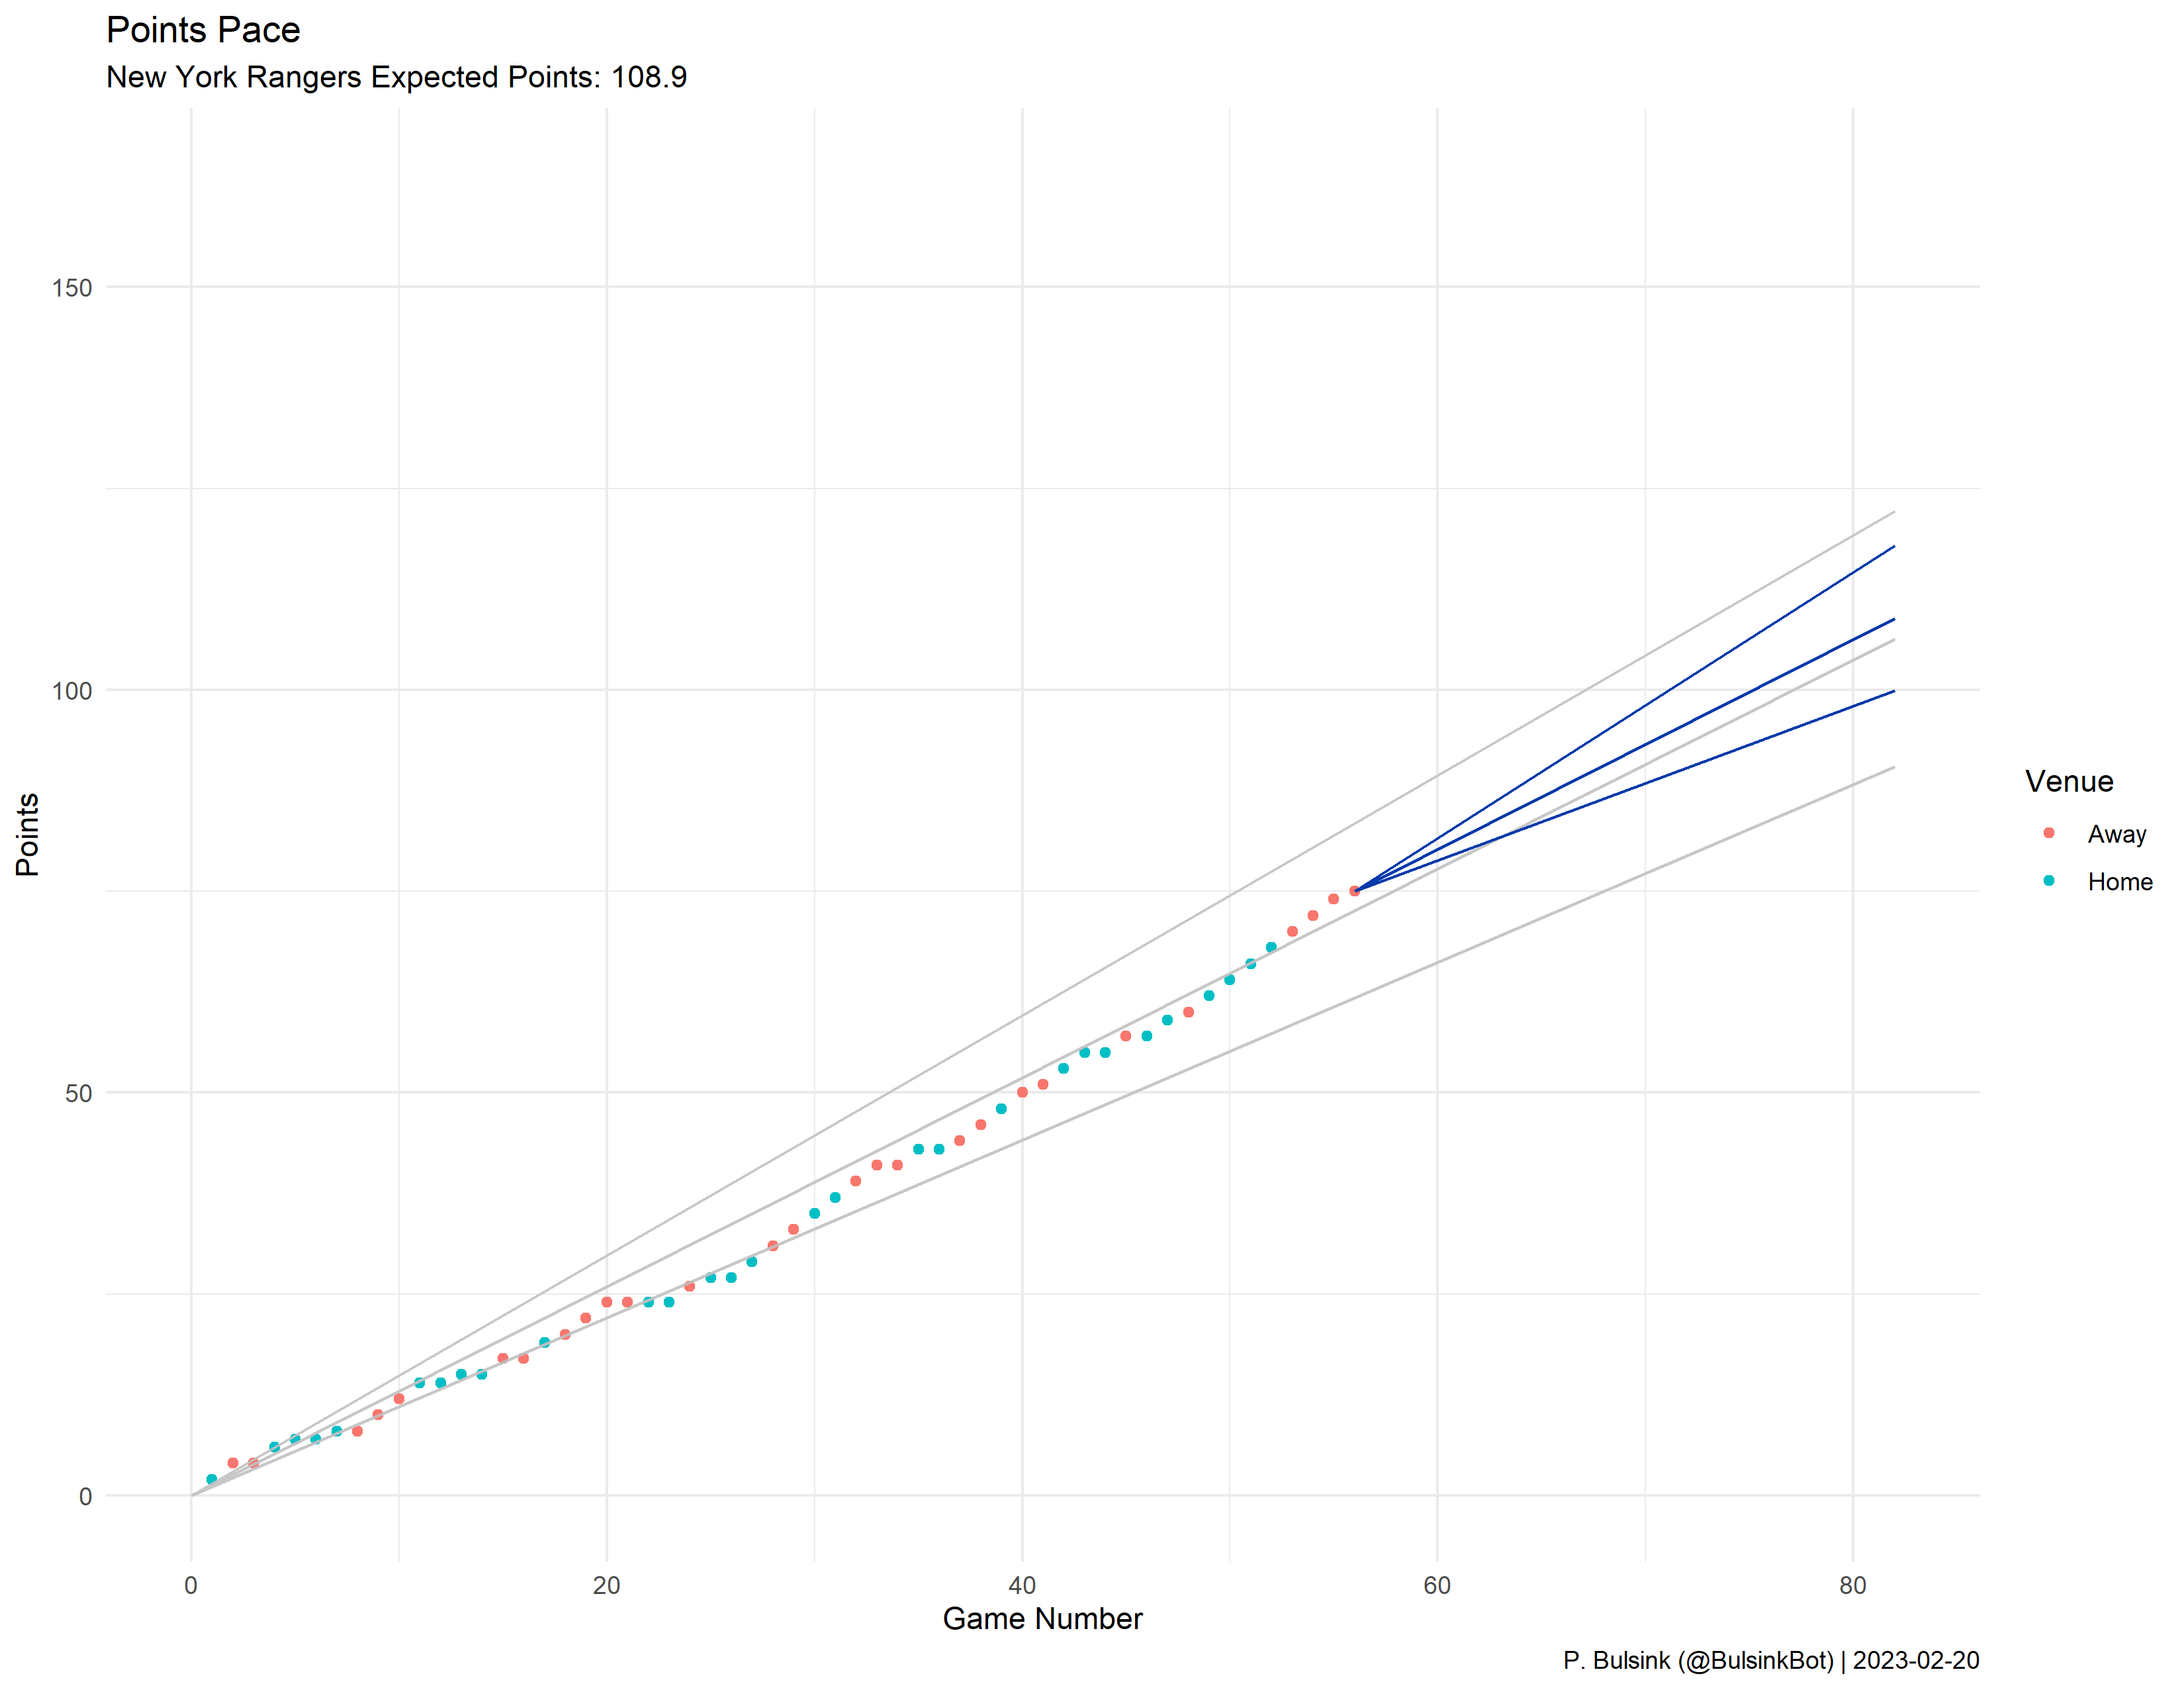 Points Pace
New York Rangers Expected Points: 108.9
150
100
50
0
Points
0 20 40 60 80
Game Number
Venue
Away
Home
P. Bulsink (@BulsinkBot) | 2023-02-20